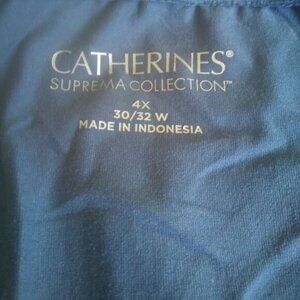 CATHERINES®
SUPREMA COLLECTION™
4X
30/32 W
MADE IN INDONESIA